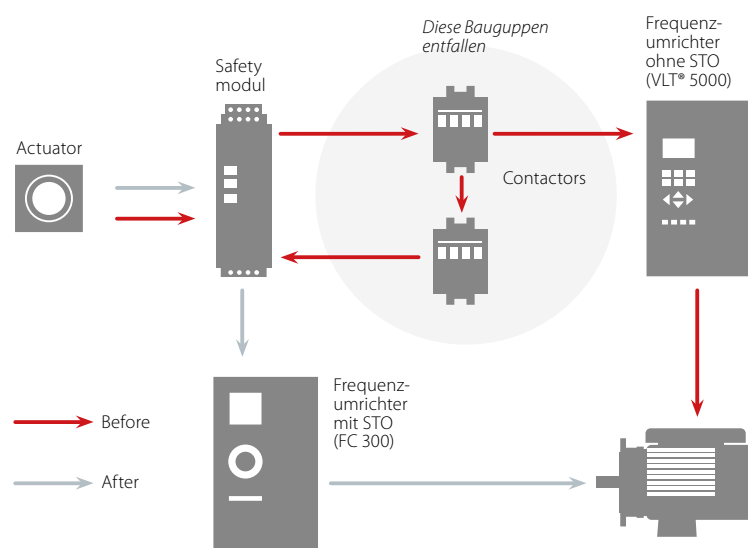 Diese Bauguppen
entfallen
Frequenz-
umrichter
ohne STO
(VLT® 5000)
Safety
modul
Actuator
Contactors
Frequenz-
umrichter
mit STO
(FC 300)
Before
After